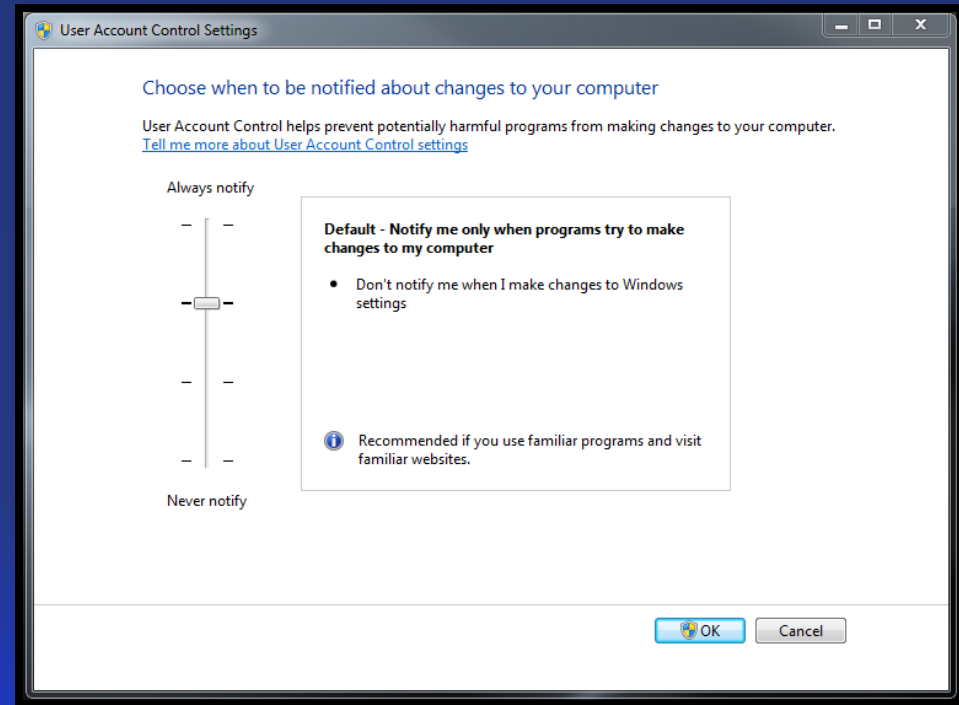 User Account Control Settings
Choose when to be notified about changes to your computer
User Account Control helps prevent potentially harmful programs from making changes to your computer.
Tell me more about User Account Control settings
Always notify
Default - Notify me only when programs try to make
changes to my computer
• Don't notify me when I make changes to Windows
settings
Recommended if you use familiar programs and visit
familiar websites.
Never notify
OK
Cancel